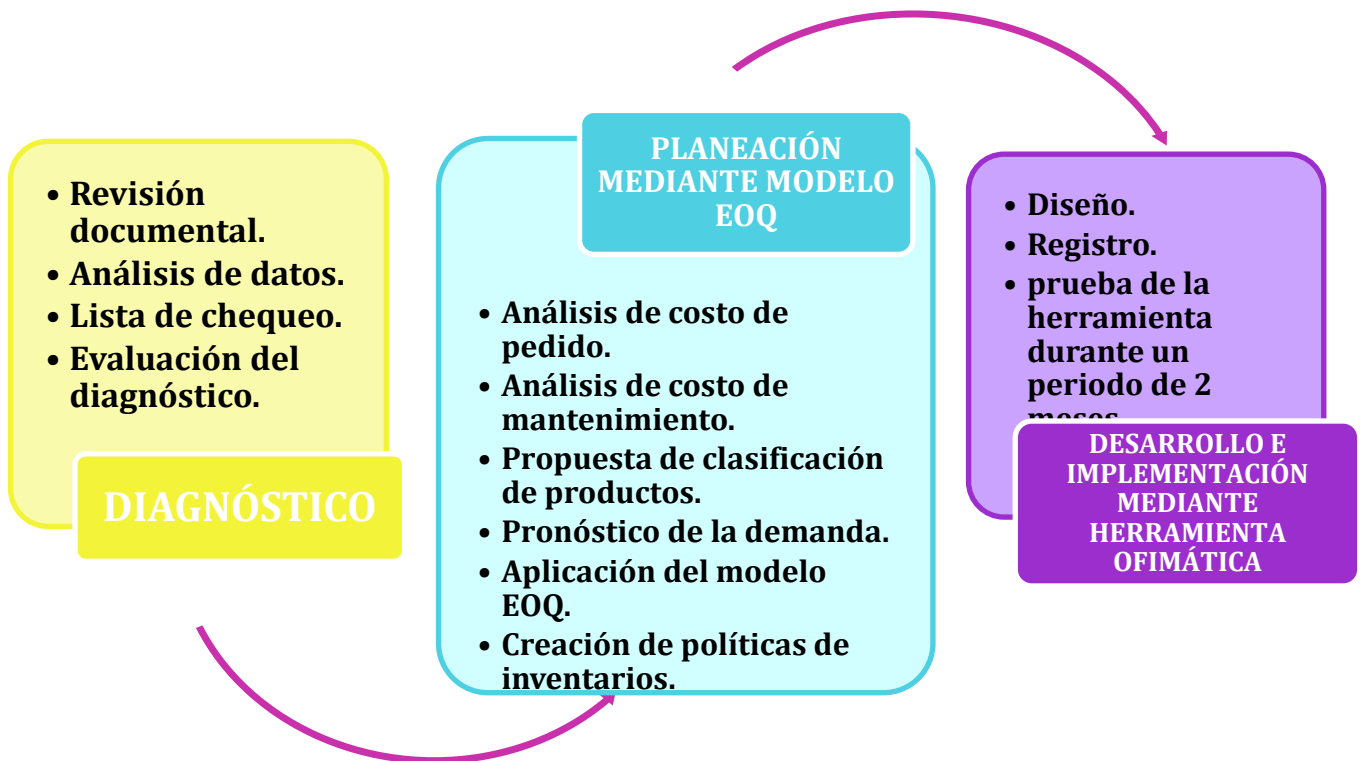 • Revisión
documental.
• Análisis de datos.
• Lista de chequeo.
• Evaluación del
diagnóstico.
DIAGNÓSTICO
PLANEACIÓN
MEDIANTE MODELO
EOQ
• Análisis de costo de
pedido.
• Análisis de costo de
mantenimiento.
• Propuesta de clasificación
de productos.
• Pronóstico de la demanda.
• Aplicación del modelo
EOQ.
• Creación de políticas de
inventarios.
• Diseño.
• Registro.
• prueba de la
herramienta
durante un
periodo de 2
meses
DESARROLLO E
IMPLEMENTACIÓN
MEDIANTE
HERRAMIENTA
OFIMÁTICA